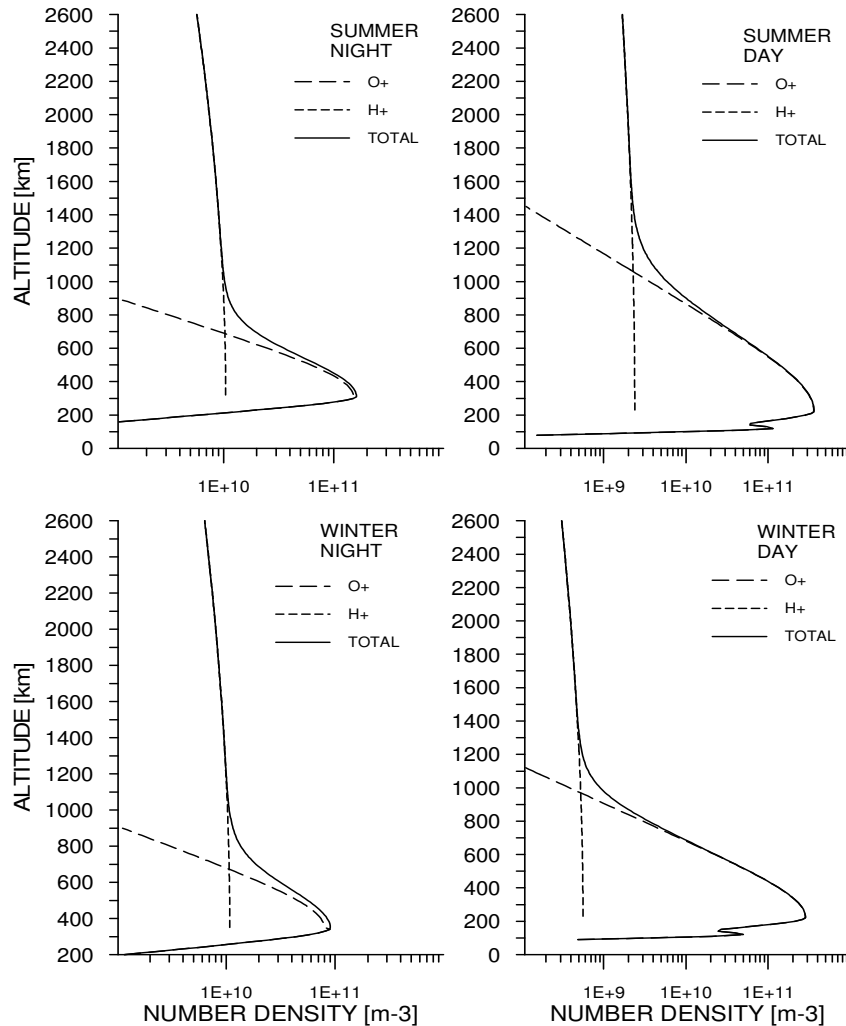 2600
2400
2200
2000
1800
1600
1400
1200
1000
800
600
400
200
0
ALTITUDE [km]
SUMMER
NIGHT
O+
H+
TOTAL
1E+10
1E+11
2600
2400
2200
2000
1800
1600
1400
1200
1000
800
600
400
200
0
SUMMER
DAY
O+
H+
TOTAL
1E+9
1E+10
1E+11
2600
2400
2200
2000
1800
1600
1400
1200
1000
800
600
400
200
ALTITUDE [km]
WINTER
NIGHT
O+
H+
TOTAL
1E+10
1E+11
NUMBER DENSITY [m-3]
2600
2400
2200
2000
1800
1600
1400
1200
1000
800
600
400
200
0
WINTER
DAY
O+
H+
TOTAL
1E+9
1E+10
1E+11
NUMBER DENSITY [m-3]